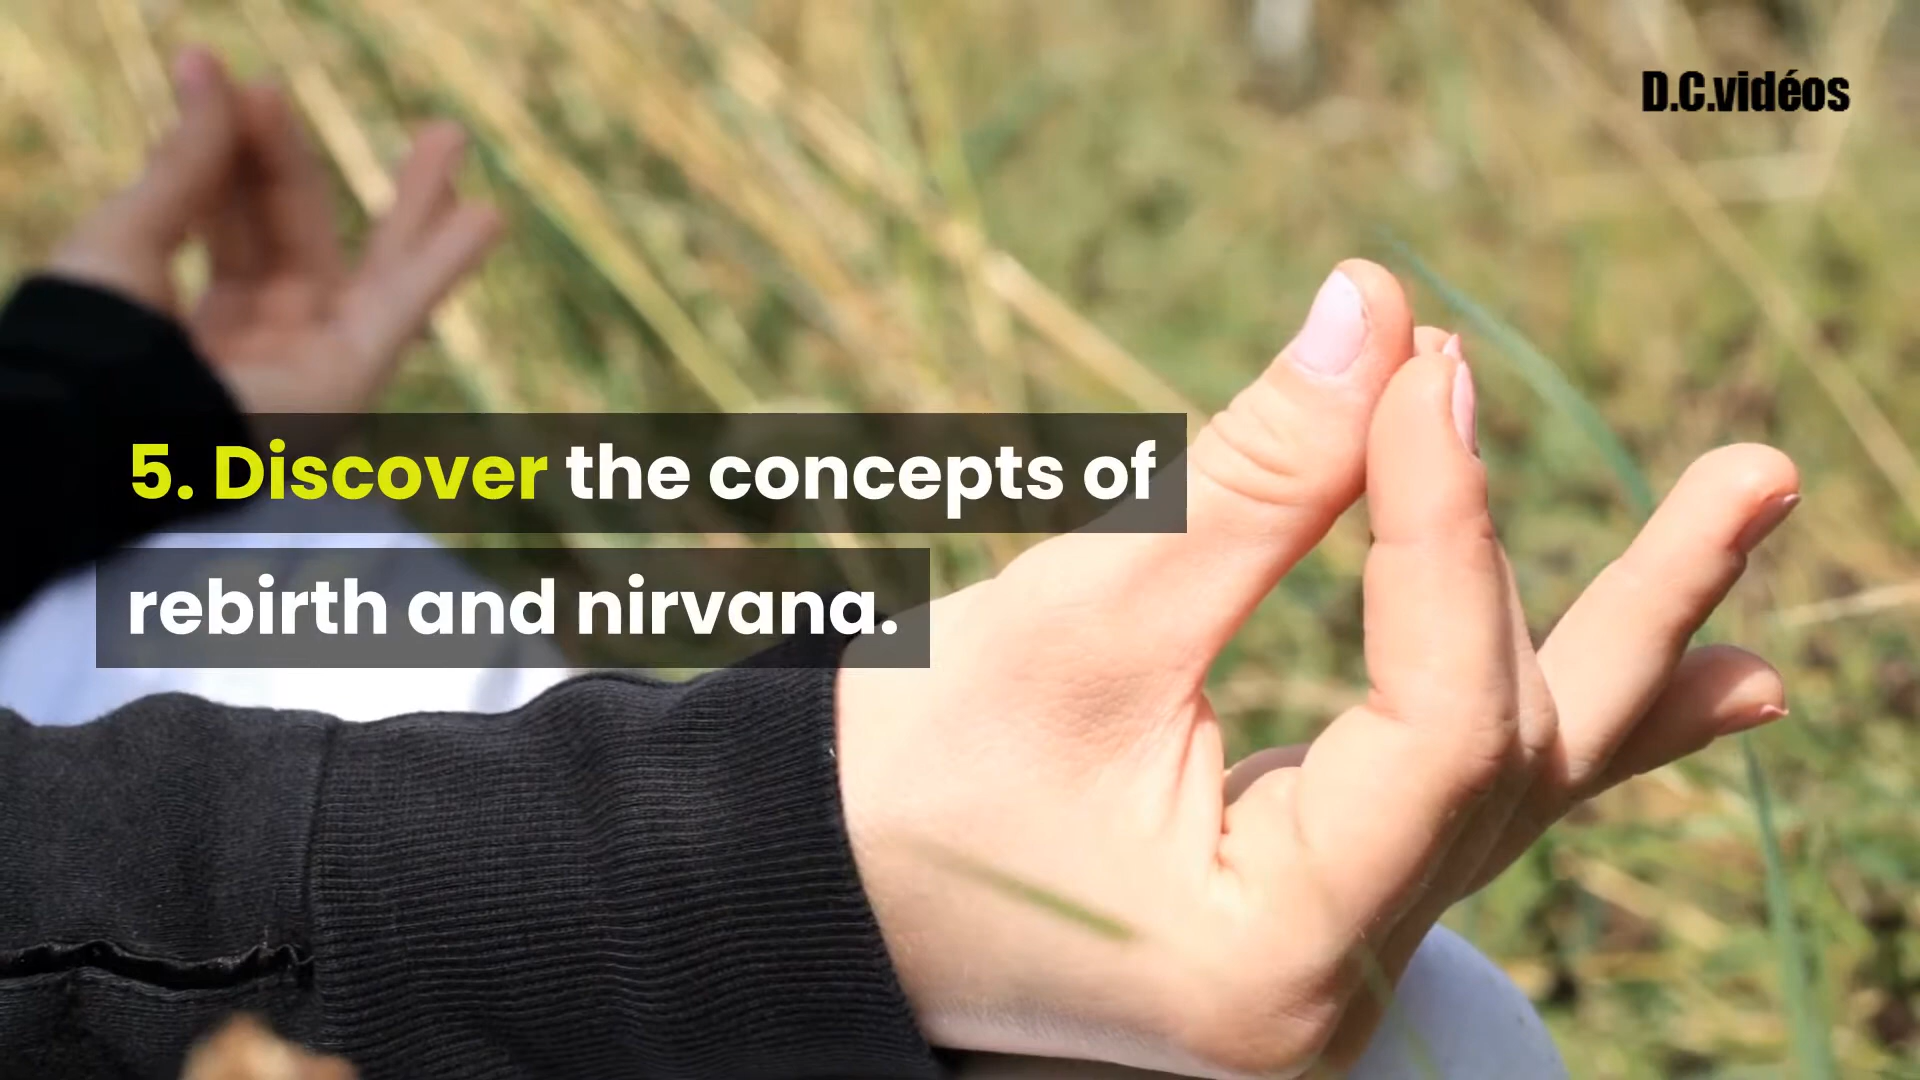 D.C.vidéos
5. Discover the concepts of
rebirth and nirvana.